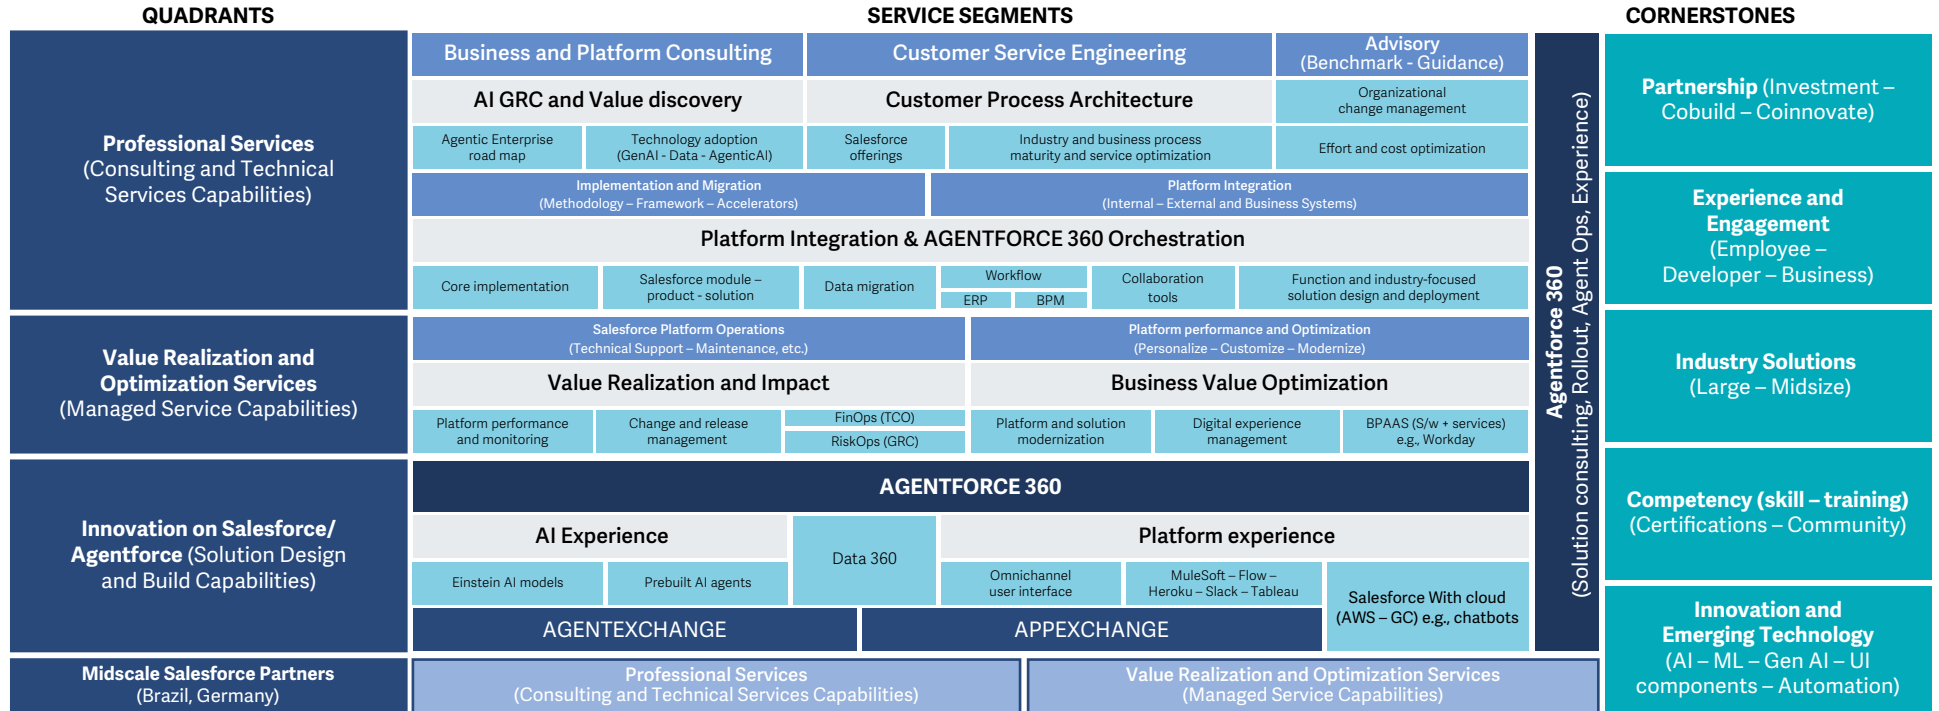 QUADRANTS
SERVICE SEGMENTS
CORNERSTONES
Professional Services
(Consulting and Technical
Services Capabilities)
Business and Platform Consulting
Customer Service Engineering
Advisory
(Benchmark - Guidance)
AI GRC and Value discovery
Customer Process Architecture
Organizational
change management
Agentic Enterprise
road map
Technology adoption
(GenAI - Data - AgenticAI)
Salesforce
offerings
Industry and business process
maturity and service optimization
Effort and cost optimization
Implementation and Migration
(Methodology – Framework – Accelerators)
Platform Integration
(Internal – External and Business Systems)
Platform Integration & AGENTFORCE 360 Orchestration
Core implementation
Salesforce module –
product - solution
Data migration
Workflow
ERP
BPM
Collaboration
tools
Function and industry-focused
solution design and deployment
Value Realization and
Optimization Services
(Managed Service Capabilities)
Salesforce Platform Operations
(Technical Support – Maintenance, etc.)
Platform performance and Optimization
(Personalize – Customize – Modernize)
Value Realization and Impact
Business Value Optimization
Platform performance
and monitoring
Change and release
management
FinOps (TCO)
RiskOps (GRC)
Platform and solution
modernization
Digital experience
management
BPAAS (S/w + services)
e.g., Workday
Innovation on Salesforce/
Agentforce (Solution Design
and Build Capabilities)
AGENTFORCE 360
AI Experience
Data 360
Platform experience
Einstein AI models
Prebuilt AI agents
Omnichannel
user interface
MuleSoft – Flow –
Heroku – Slack – Tableau
Salesforce With cloud
(AWS – GC) e.g., chatbots
AGENTEXCHANGE
APPEXCHANGE
Midscale Salesforce Partners
(Brazil, Germany)
Professional Services
(Consulting and Technical Services Capabilities)
Value Realization and Optimization Services
(Managed Service Capabilities)
Agentforce 360
(Solution consulting, Rollout, Agent Ops, Experience)
Partnership (Investment –
Cobuild – Coinnovate)
Experience and
Engagement
(Employee –
Developer – Business)
Industry Solutions
(Large – Midsize)
Competency (skill – training)
(Certifications – Community)
Innovation and
Emerging Technology
(AI – ML – Gen AI – UI
components – Automation)